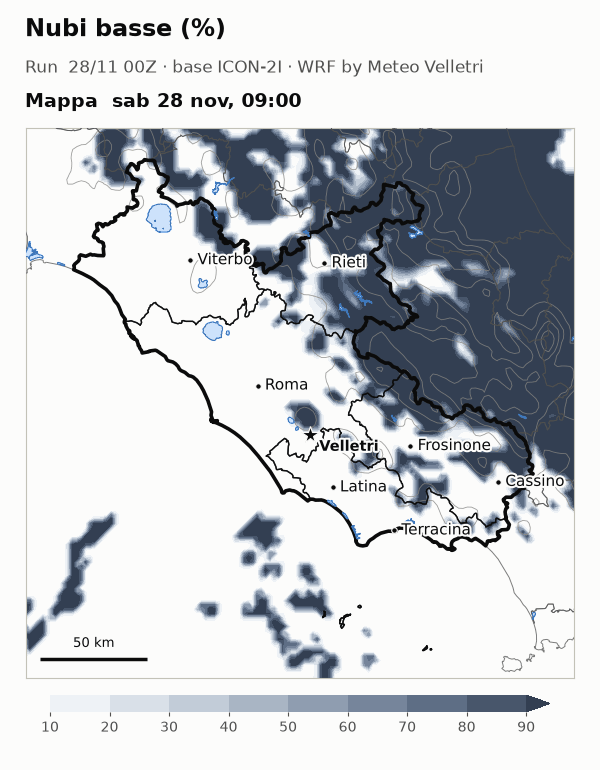 Nubi basse (%)
Run  28/11 00Z · base ICON-2I · WRF by Meteo Velletri
Mappa  sab 28 nov, 09:00
Viterbo
Rieti
Roma
Velletri
Frosinone
Cassino
Latina
Terracina
50 km
10 20 30 40 50 60 70 80 90